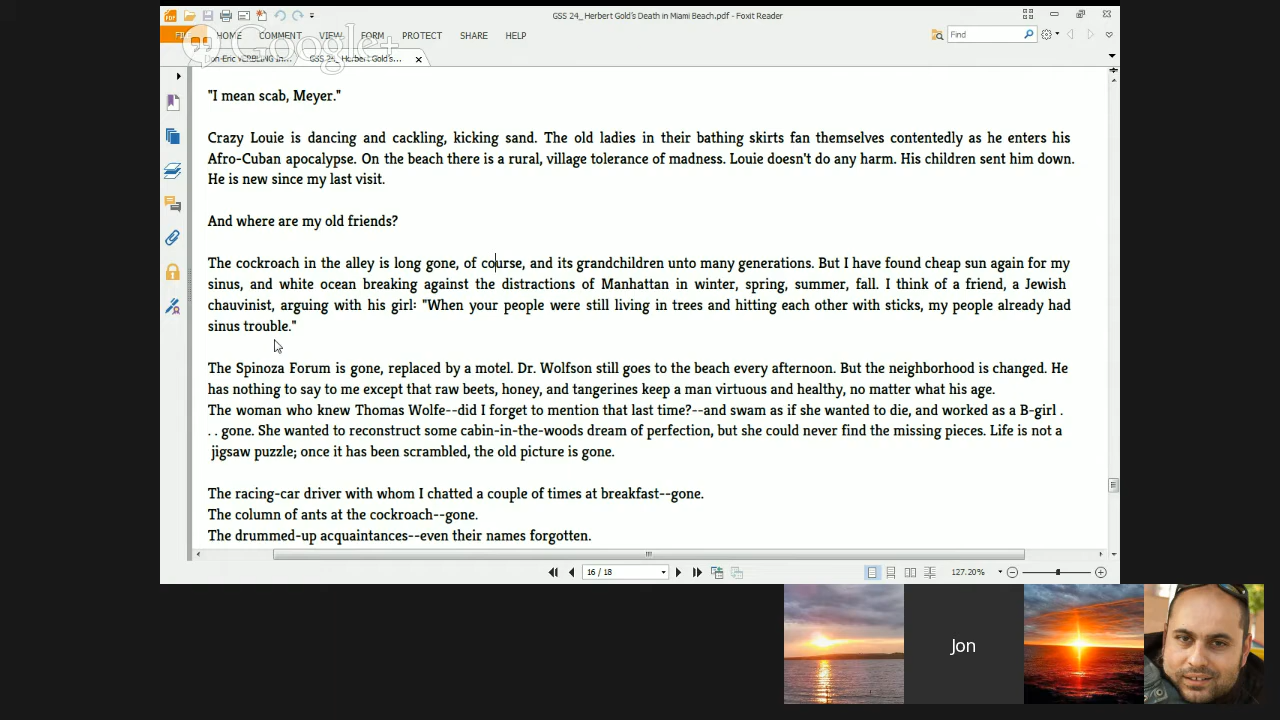 GSS 24_ Herbert Gold's Death in Miami Beach.pdf - Foxit Reader
HOME COMMENT VIEW FORM PROTECT SHARE HELP
Find
Google+
GSS 24_ Herbert Gold's...
"I mean scab, Meyer."
Crazy Louie is dancing and cackling, kicking sand. The old ladies in their bathing skirts fan themselves contentedly as he enters his
Afro-Cuban apocalypse. On the beach there is a rural, village tolerance of madness. Louie doesn't do any harm. His children sent him down.
He is new since my last visit.
And where are my old friends?
The cockroach in the alley is long gone, of course, and its grandchildren unto many generations. But I have found cheap sun again for my
sinus, and white ocean breaking against the distractions of Manhattan in winter, spring, summer, fall. I think of a friend, a Jewish
chauvinist, arguing with his girl: "When your people were still living in trees and hitting each other with sticks, my people already had
sinus trouble."
The Spinoza Forum is gone, replaced by a motel. Dr. Wolfson still goes to the beach every afternoon. But the neighborhood is changed. He
has nothing to say to me except that raw beets, honey, and tangerines keep a man virtuous and healthy, no matter what his age.
The woman who knew Thomas Wolfe--did I forget to mention that last time?--and swam as if she wanted to die, and worked as a B-girl .
. . gone. She wanted to reconstruct some cabin-in-the-woods dream of perfection, but she could never find the missing pieces. Life is not a
jigsaw puzzle; once it has been scrambled, the old picture is gone.
The racing-car driver with whom I chatted a couple of times at breakfast--gone.
The column of ants at the cockroach--gone.
The drummed-up acquaintances--even their names forgotten.
16 / 18
127.20%
Jon